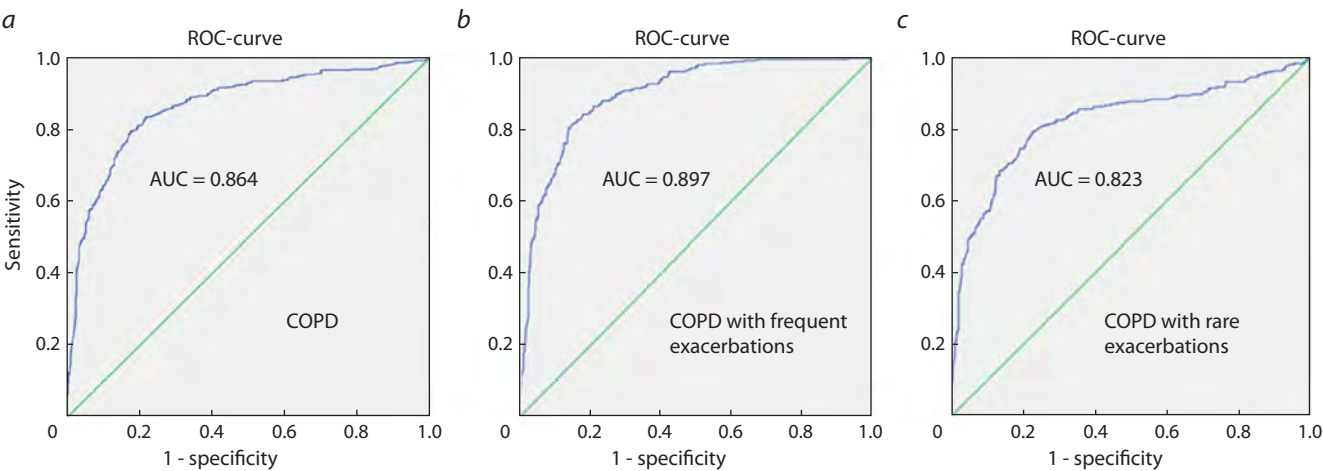 a
ROC-curve
1.0
0.8
0.6
0.4
0.2
0
0.2
0.4
0.6
0.8
1.0
Sensitivity
1 - specificity
AUC = 0.864
COPD
b
ROC-curve
1.0
0.8
0.6
0.4
0.2
0
0.2
0.4
0.6
0.8
1.0
1 - specificity
AUC = 0.897
COPD with frequent
exacerbations
c
ROC-curve
1.0
0.8
0.6
0.4
0.2
0
0.2
0.4
0.6
0.8
1.0
1 - specificity
AUC = 0.823
COPD with rare
exacerbations